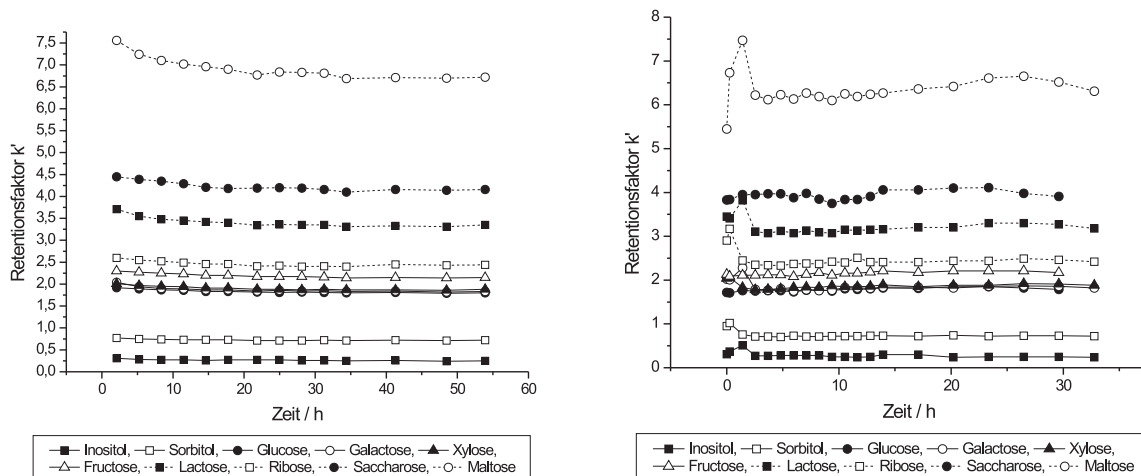 7,5
7,0
6,5
6,0
5,5
5,0
4,5
4,0
3,5
3,0
2,5
2,0
1,5
1,0
0,5
0,0
Retentionsfaktor k'
0 10 20 30 40 50 60
Zeit / h
Inositol, Sorbitol, Glucose, Galactose, Xylose,
Fructose, Lactose, Ribose, Saccharose, Maltose
8
7
6
5
4
3
2
1
0
Retentionsfaktor k'
0 10 20 30
Zeit / h
Inositol, Sorbitol, Glucose, Galactose, Xylose,
Fructose, Lactose, Ribose, Saccharose, Maltose